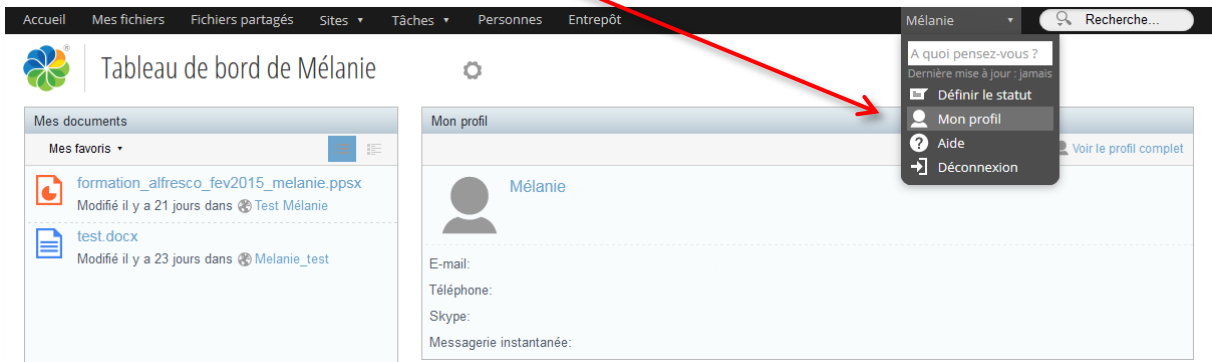 Accueil Mes fichiers Fichiers partagés Sites Tâches Personnes Entrepôt Mélanie Recherche...
Tableau de bord de Mélanie
A quoi pensez-vous ?
Dernière mise à jour : jamais
Définir le statut
Mon profil
Aide
Déconnexion
Mes documents
Mes favoris
formation_alfresco_fev2015_melanie.ppsx
Modifié il y a 21 jours dans Test Mélanie
test.docx
Modifié il y a 23 jours dans Melanie_test
Mon profil
Voir le profil complet
Mélanie
E-mail:
Téléphone:
Skype:
Messagerie instantanée: